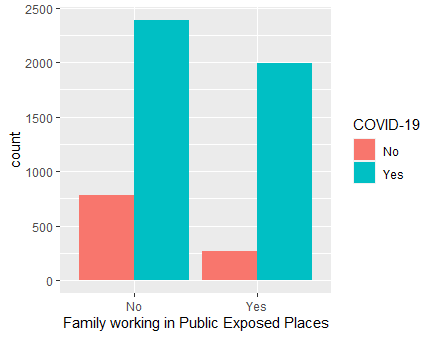 2500
2000
1500
1000
500
0
count
No
Yes
Family working in Public Exposed Places
COVID-19
No
Yes